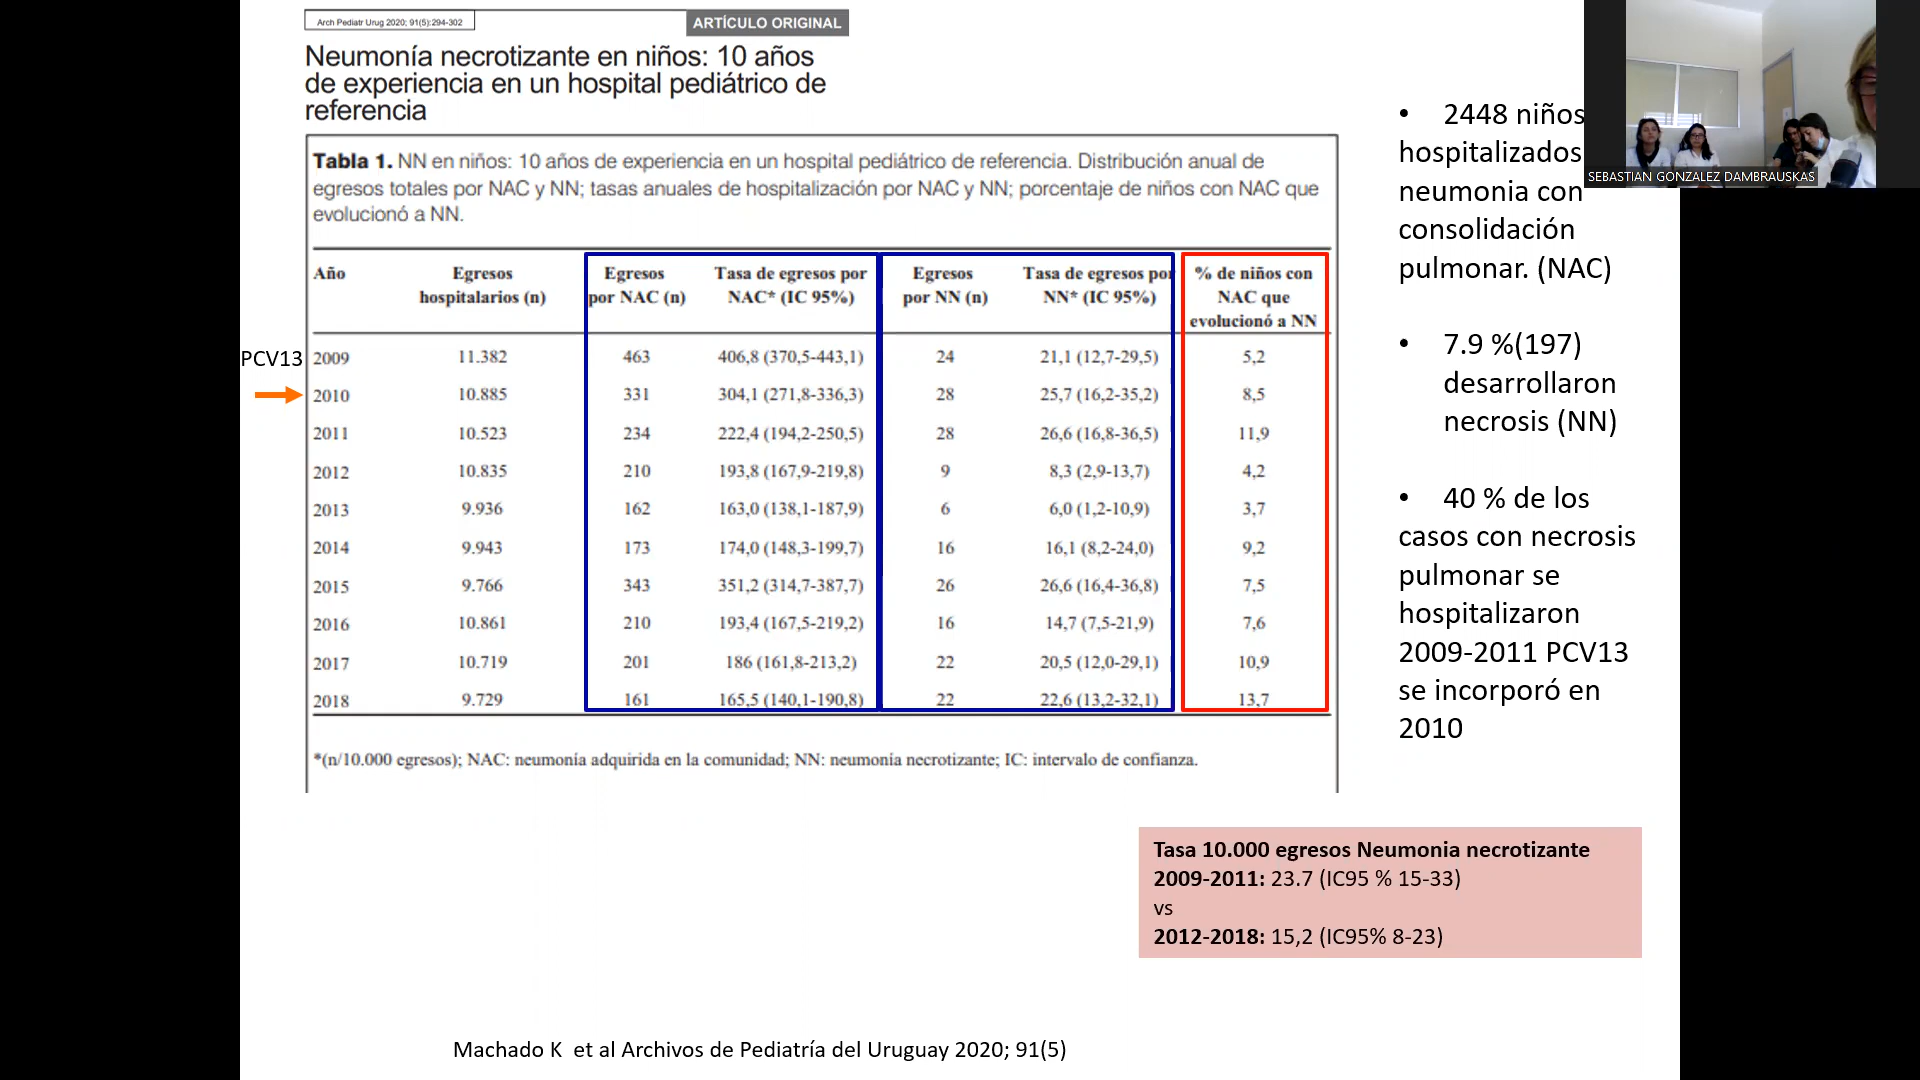 Arch Pediatr Urug 2020; 91(5):294-302
ARTÍCULO ORIGINAL
Neumonía necrotizante en niños: 10 años
de experiencia en un hospital pediátrico de
referencia
Tabla 1. NN en niños: 10 años de experiencia en un hospital pediátrico de referencia. Distribución anual de
egresos totales por NAC y NN; tasas anuales de hospitalización por NAC y NN; porcentaje de niños con NAC que
evolucionó a NN.
Año Egresos Egresos Tasa de egresos por Egresos Tasa de egresos por % de niños con
hospitalarios (n) por NAC (n) NAC* (IC 95%) por NN (n) NN* (IC 95%) NAC que
evolucionó a NN
PCV13 2009 11.382 463 406,8 (370,5-443,1) 24 21,1 (12,7-29,5) 5,2
2010 10.885 331 304,1 (271,8-336,3) 28 25,7 (16,2-35,2) 8,5
2011 10.523 234 222,4 (194,2-250,5) 28 26,6 (16,8-36,5) 11,9
2012 10.835 210 193,8 (167,9-219,8) 9 8,3 (2,9-13,7) 4,2
2013 9.936 162 163,0 (138,1-187,9) 6 6,0 (1,2-10,9) 3,7
2014 9.943 173 174,0 (148,3-199,7) 16 16,1 (8,2-24,0) 9,2
2015 9.766 343 351,2 (314,7-387,7) 26 26,6 (16,4-36,8) 7,5
2016 10.861 210 193,4 (167,5-219,2) 16 14,7 (7,5-21,9) 7,6
2017 10.719 201 186 (161,8-213,2) 22 20,5 (12,0-29,1) 10,9
2018 9.729 161 165,5 (140,1-190,8) 22 22,6 (13,2-32,1) 13,7
*(n/10.000 egresos); NAC: neumonía adquirida en la comunidad; NN: neumonía necrotizante; IC: intervalo de confianza.
• 2448 niños
hospitalizados
neumonia con
consolidación
pulmonar. (NAC)
• 7.9 %(197)
desarrollaron
necrosis (NN)
• 40 % de los
casos con necrosis
pulmonar se
hospitalizaron
2009-2011 PCV13
se incorporó en
2010
SEBASTIAN GONZALEZ DAMBRAUSKAS
Tasa 10.000 egresos Neumonia necrotizante
2009-2011: 23.7 (IC95 % 15-33)
vs
2012-2018: 15,2 (IC95% 8-23)
Machado K et al Archivos de Pediatría del Uruguay 2020; 91(5)